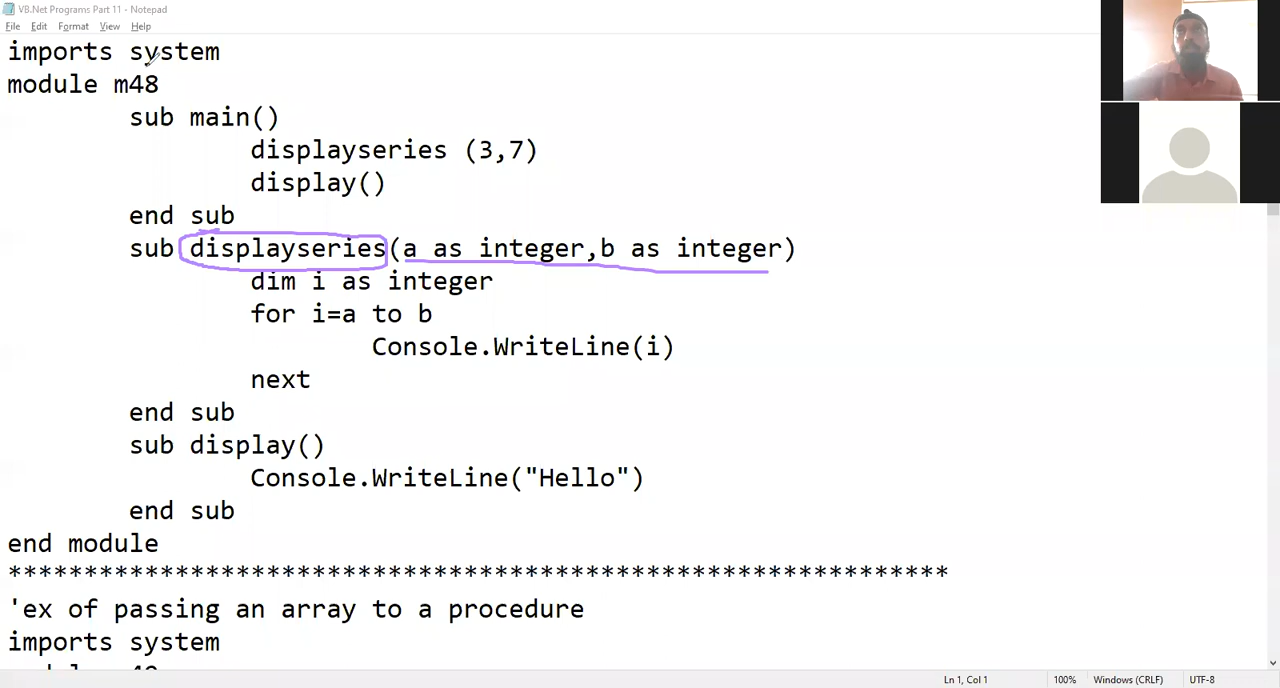 VB.Net Programs Part 11 - Notepad
File Edit Format View Help
imports system
module m48
sub main()
displayseries (3,7)
display()
end sub
sub displayseries(a as integer,b as integer)
dim i as integer
for i=a to b
Console.WriteLine(i)
next
end sub
sub display()
Console.WriteLine("Hello")
end sub
end module
**************************************************************
'ex of passing an array to a procedure
imports system
Ln 1, Col 1 100% Windows (CRLF) UTF-8